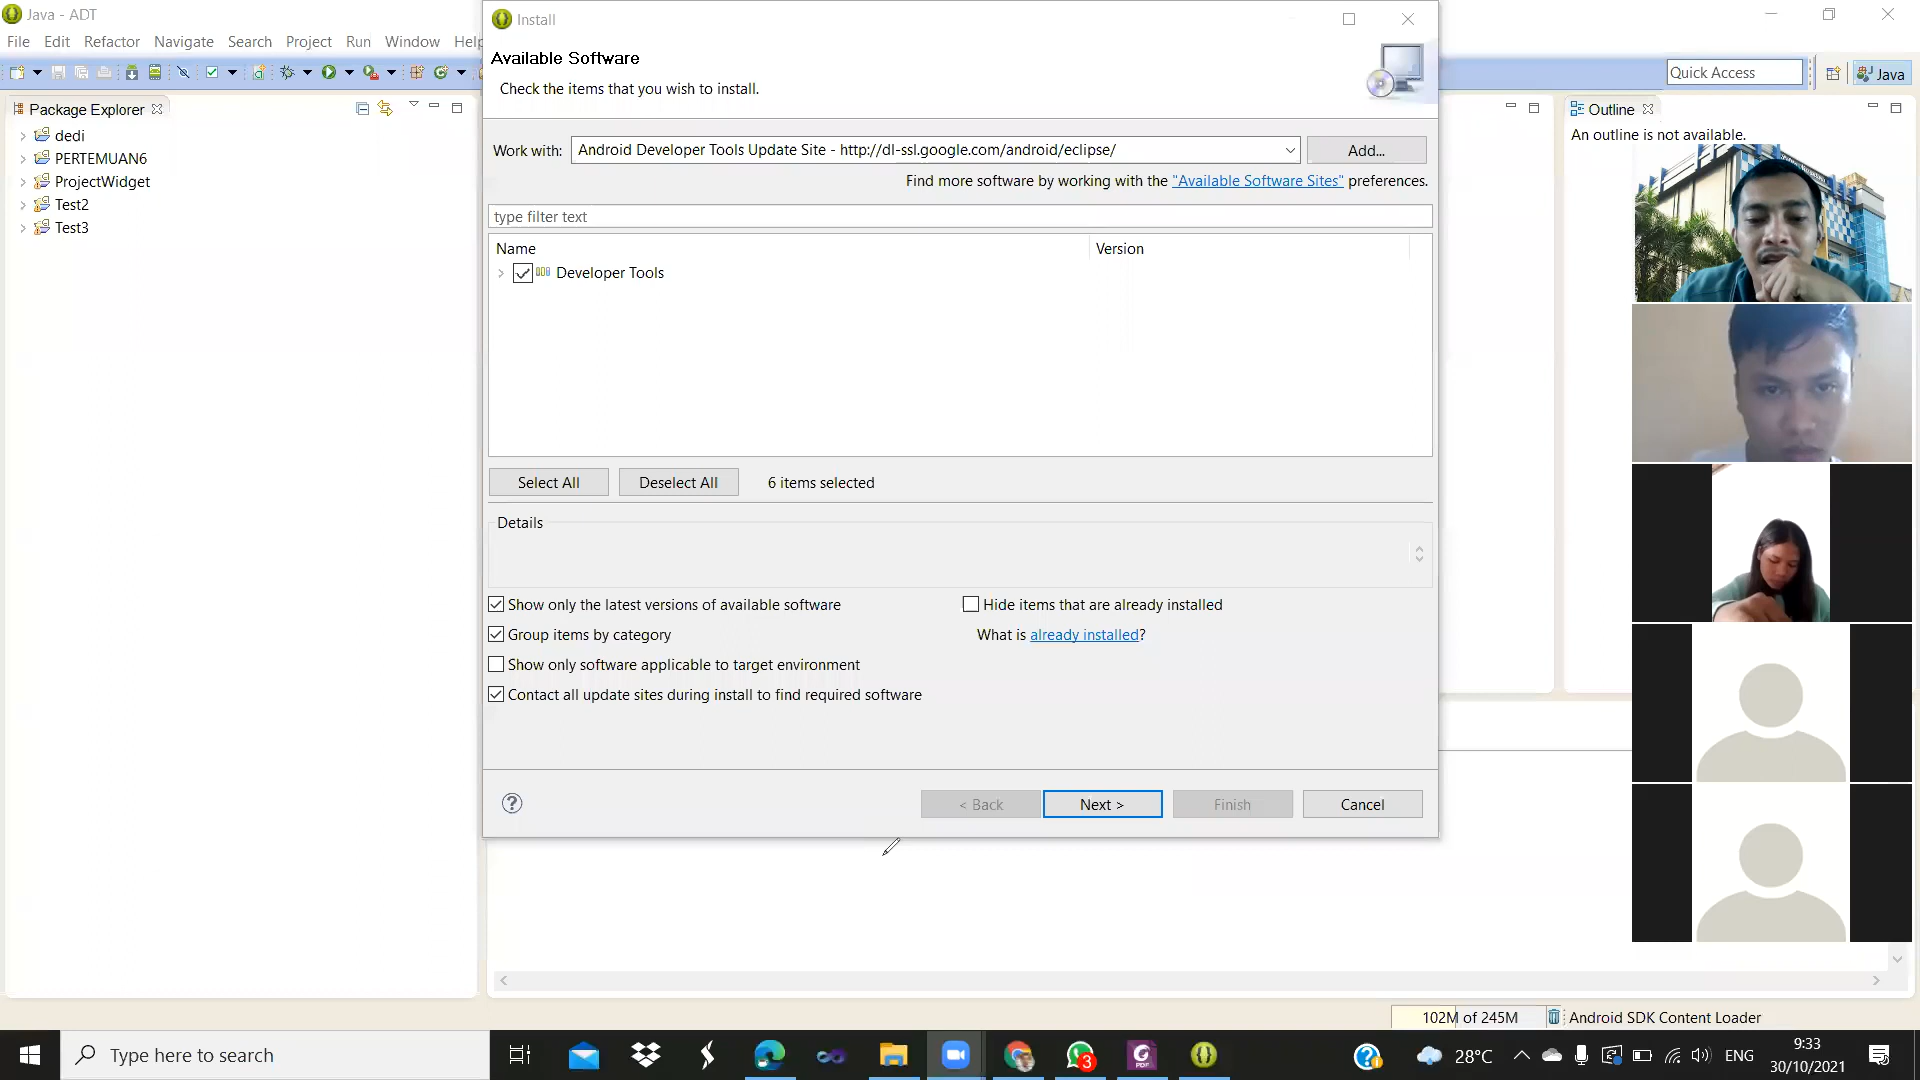 Java - ADT
File Edit Refactor Navigate Search Project Run Window Help
Quick Access
Java
Package Explorer
dedi
PERTEMUAN6
ProjectWidget
Test2
Test3
Install
Available Software
Check the items that you wish to install.
Work with: Android Developer Tools Update Site - http://dl-ssl.google.com/android/eclipse/ Add...
Find more software by working with the "Available Software Sites" preferences.
type filter text
Name Version
Developer Tools
Select All Deselect All 6 items selected
Details
Show only the latest versions of available software Hide items that are already installed
Group items by category What is already installed?
Show only software applicable to target environment
Contact all update sites during install to find required software
< Back Next > Finish Cancel
Outline
An outline is not available.
102M of 245M Android SDK Content Loader
Type here to search
3
PDF
28°C ENG
9:33
30/10/2021